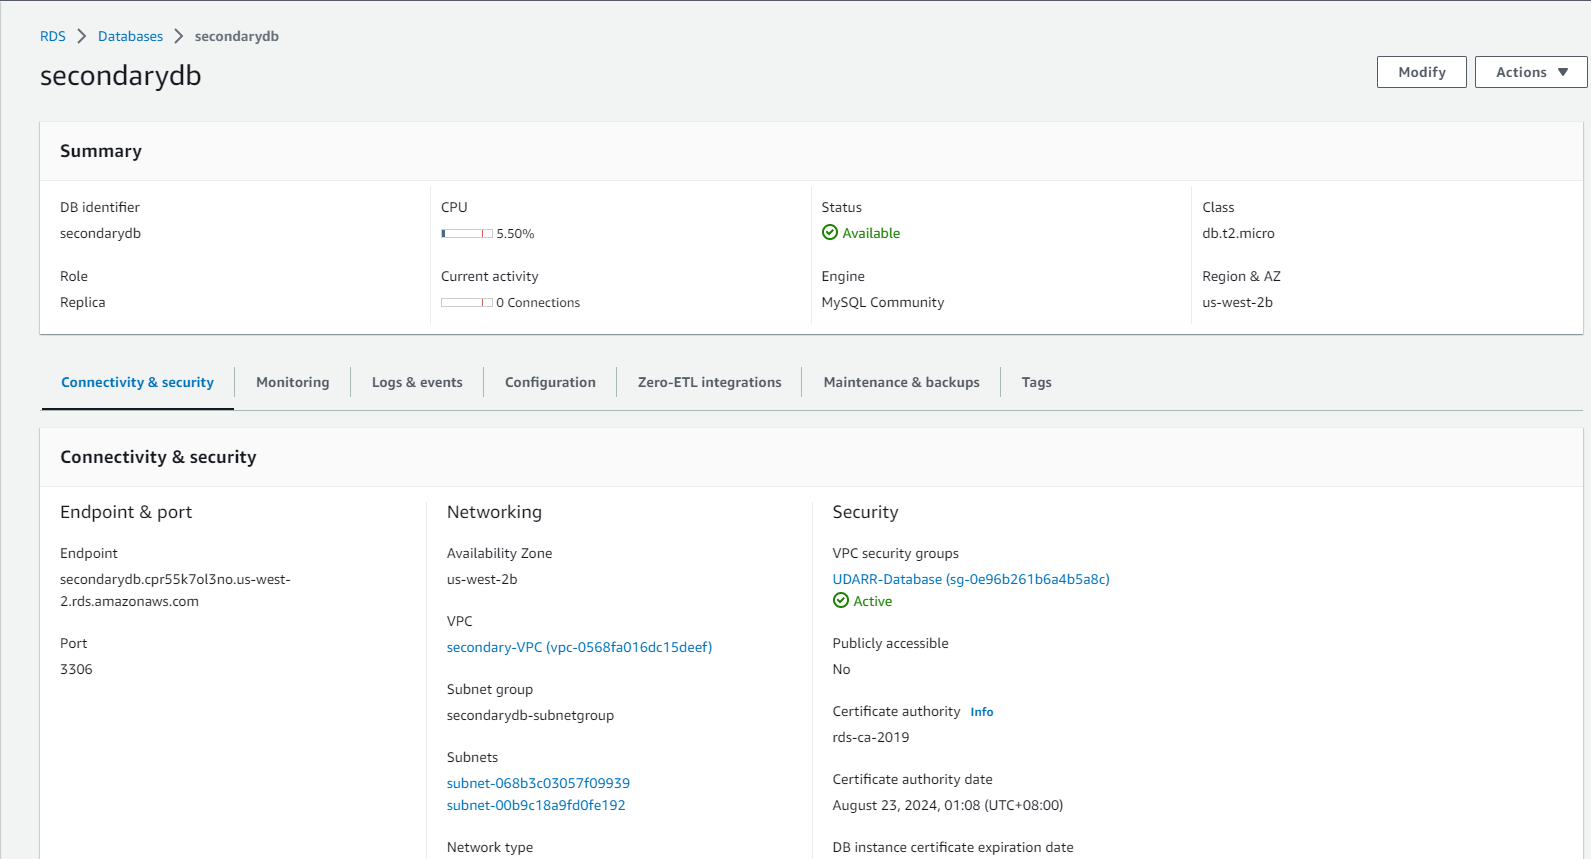 RDS > Databases > secondarydb
secondarydb
Modify
Actions
Summary
DB identifier
secondarydb
CPU
5.50%
Status
Available
Class
db.t2.micro
Role
Replica
Current activity
0 Connections
Engine
MySQL Community
Region & AZ
us-west-2b
Connectivity & security
Monitoring
Logs & events
Configuration
Zero-ETL integrations
Maintenance & backups
Tags
Connectivity & security
Endpoint & port
Endpoint
secondarydb.cpr55k7ol3no.us-west-
2.rds.amazonaws.com
Port
3306
Networking
Availability Zone
us-west-2b
VPC
secondary-VPC (vpc-0568fa016dc15deef)
Subnet group
secondarydb-subnetgroup
Subnets
subnet-068b3c03057f09939
subnet-00b9c18a9fd0fe192
Network type
Security
VPC security groups
UDARR-Database (sg-0e96b261b6a4b5a8c)
Active
Publicly accessible
No
Certificate authority Info
rds-ca-2019
Certificate authority date
August 23, 2024, 01:08 (UTC+08:00)
DB instance certificate expiration date